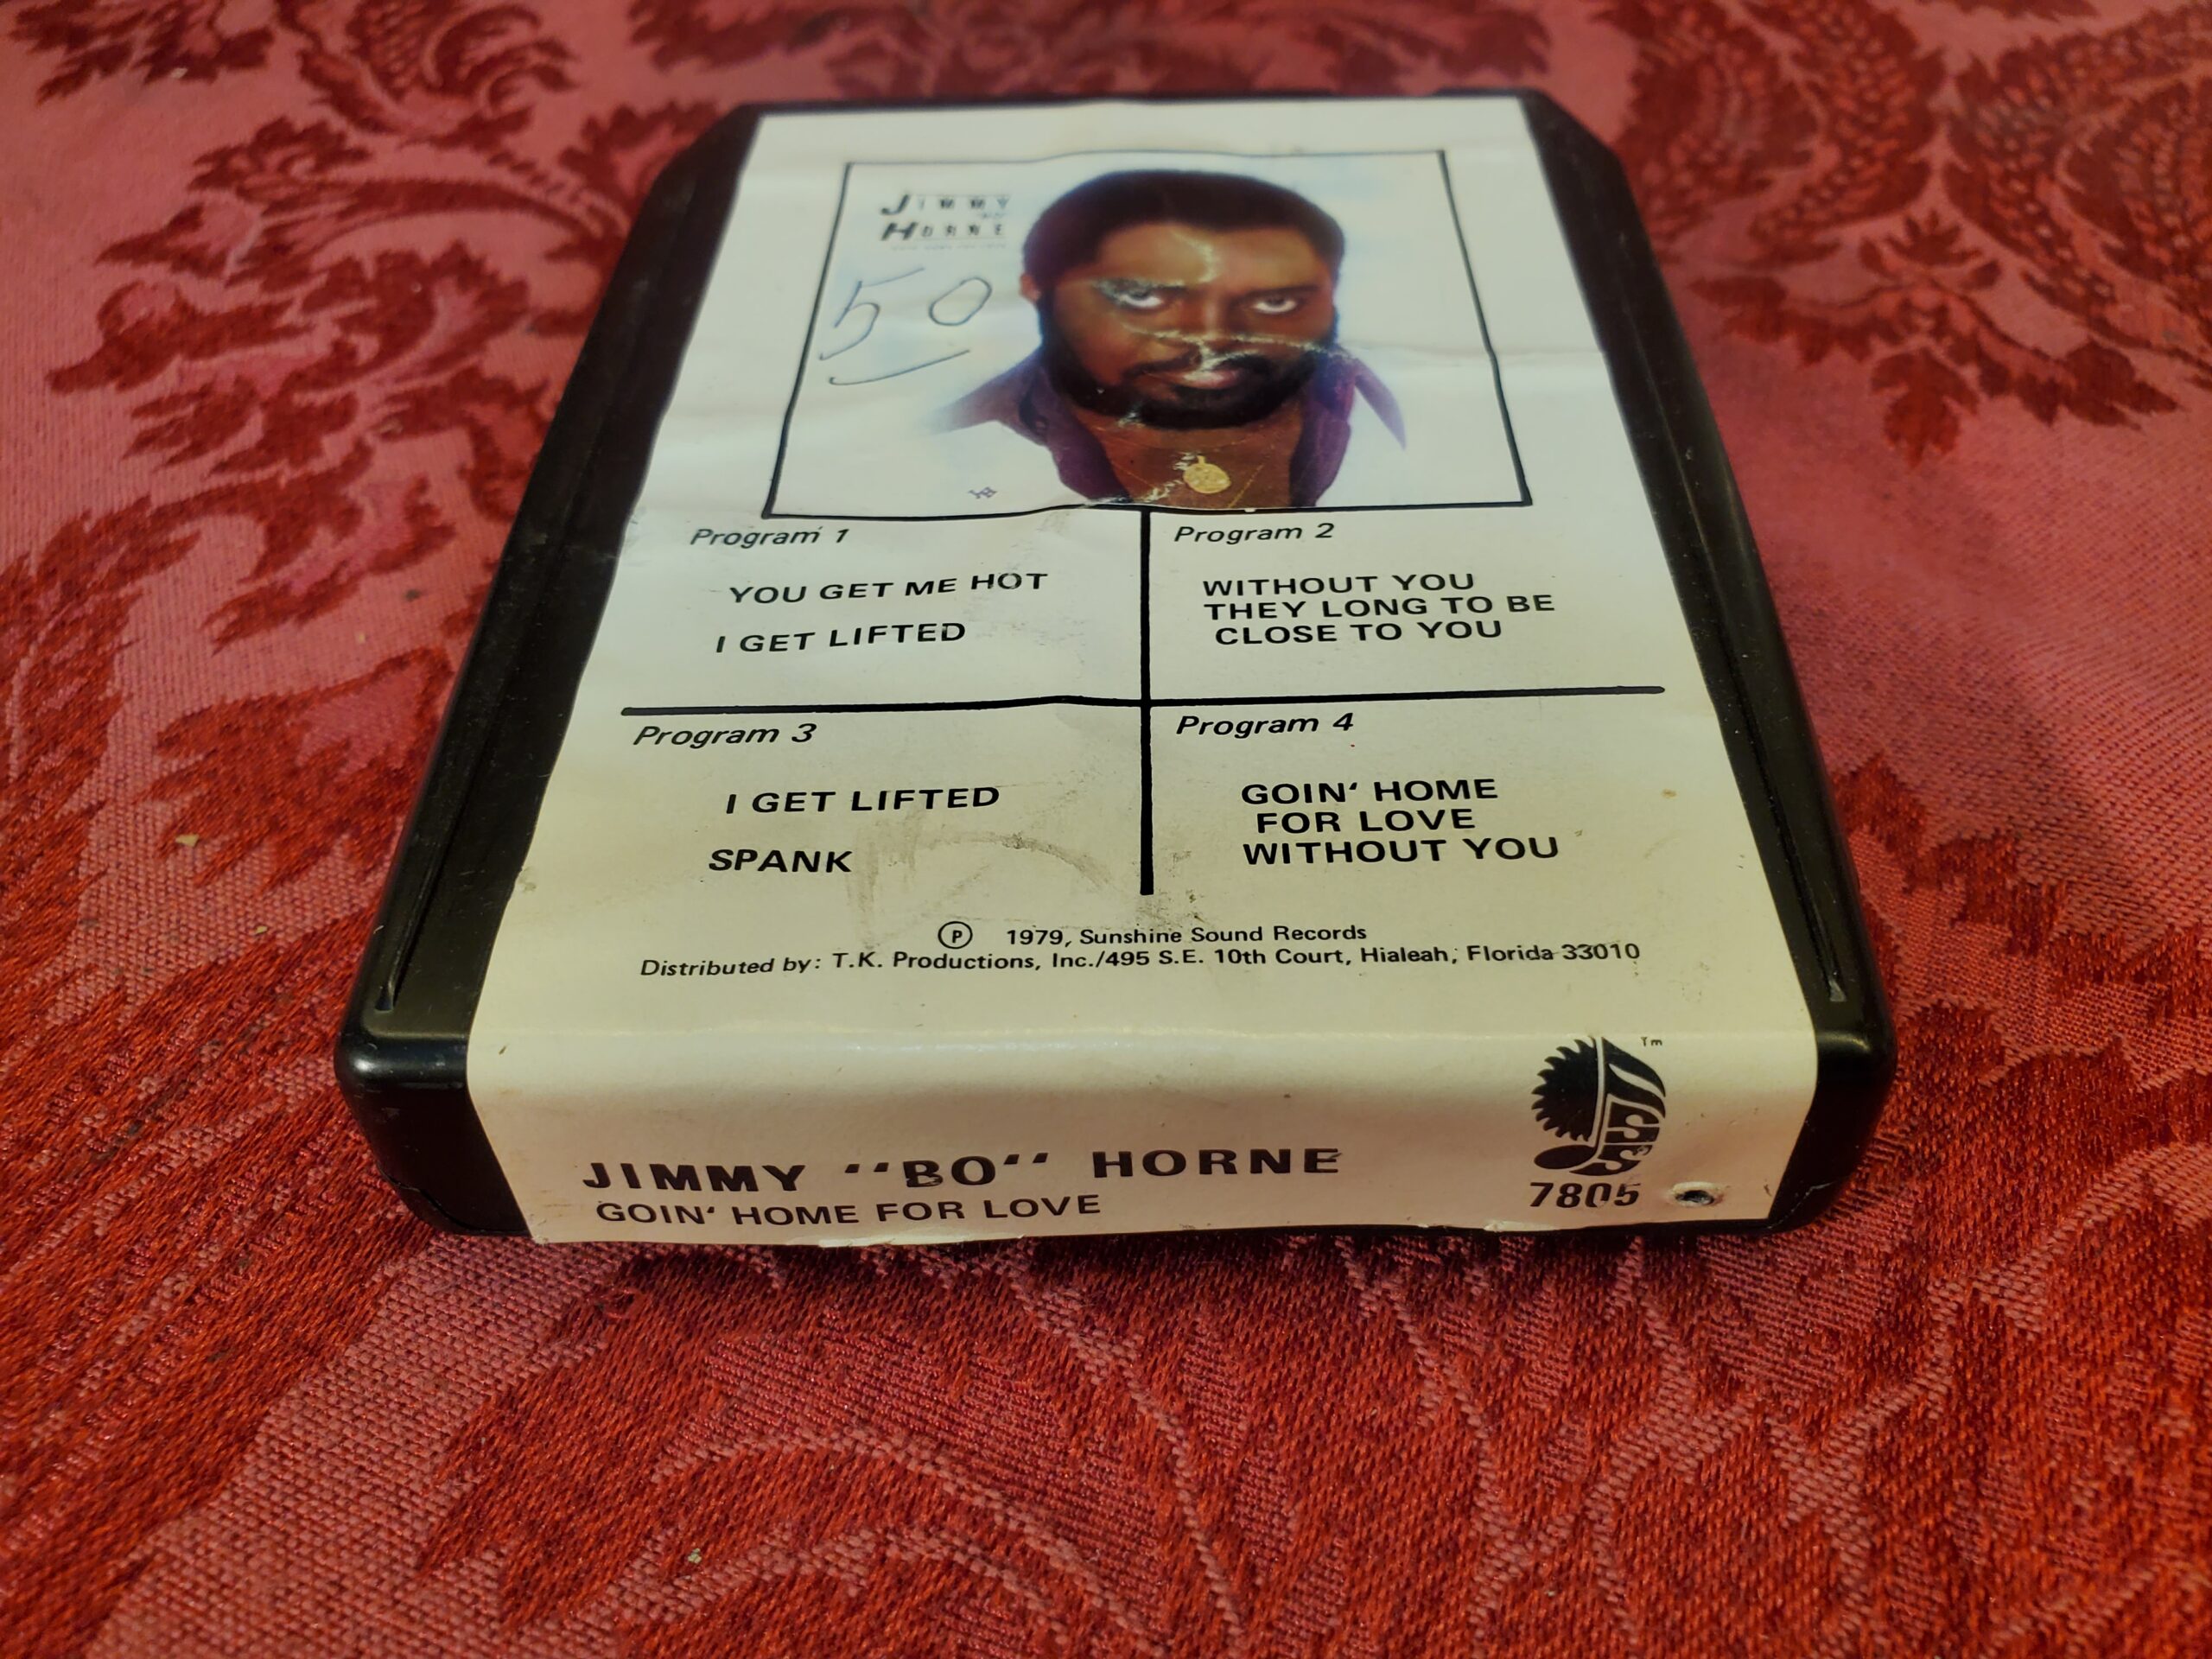 JIMMY
"BO"
HORNE
50
Program 1
YOU GET ME HOT
I GET LIFTED
Program 2
WITHOUT YOU
THEY LONG TO BE
CLOSE TO YOU
Program 3
I GET LIFTED
SPANK
Program 4
GOIN' HOME
FOR LOVE
WITHOUT YOU
Ⓟ 1979, Sunshine Sound Records
Distributed by: T.K. Productions, Inc./495 S.E. 10th Court, Hialeah, Florida 33010
JIMMY "BO" HORNE
GOIN' HOME FOR LOVE
TM
7805